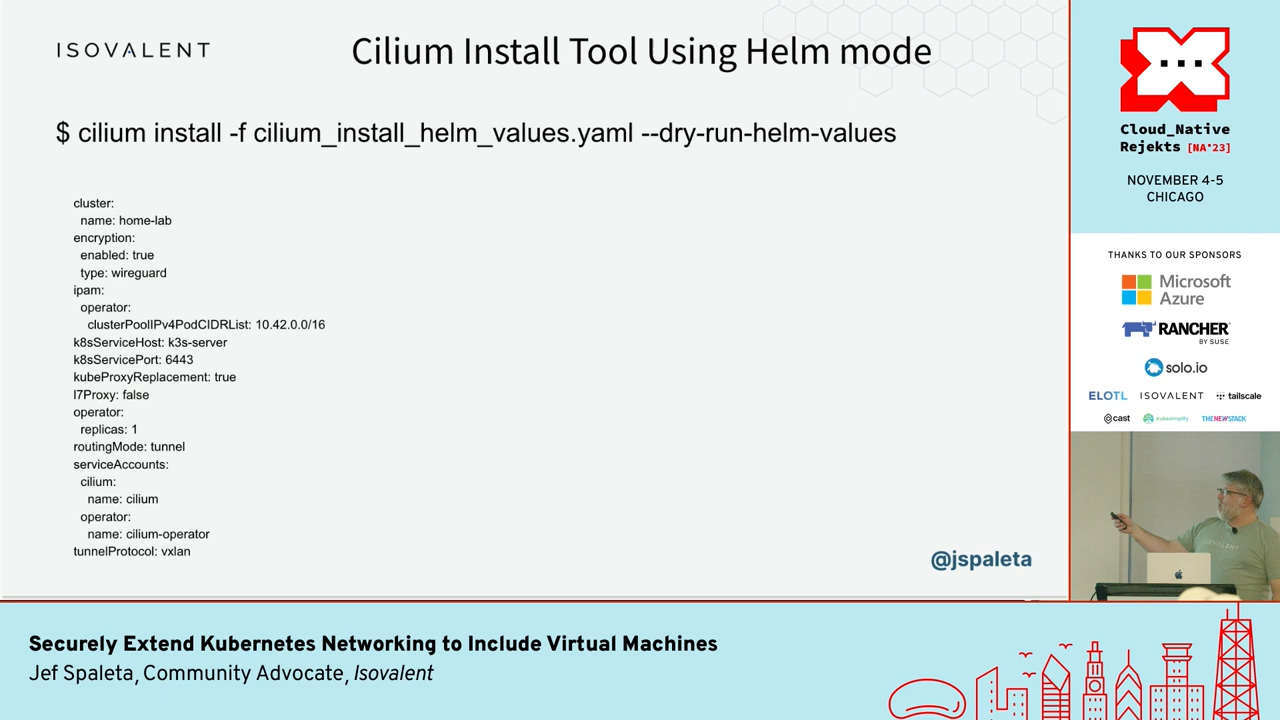 ISOVALENT
Cilium Install Tool Using Helm mode
$ cilium install -f cilium_install_helm_values.yaml --dry-run-helm-values
cluster:
name: home-lab
encryption:
enabled: true
type: wireguard
ipam:
operator:
clusterPoolIPv4PodCIDRList: 10.42.0.0/16
k8sServiceHost: k3s-server
k8sServicePort: 6443
kubeProxyReplacement: true
l7Proxy: false
operator:
replicas: 1
routingMode: tunnel
serviceAccounts:
cilium:
name: cilium
operator:
name: cilium-operator
tunnelProtocol: vxlan
@jspaleta
Cloud_Native
Rejekts [NA'23]
NOVEMBER 4-5
CHICAGO
THANKS TO OUR SPONSORS
Microsoft
Azure
RANCHER
BY SUSE
solo.io
ELOTL ISOVALENT tailscale
cast Kubesimplify THENEWSTACK
ISOVALENT
Securely Extend Kubernetes Networking to Include Virtual Machines
Jef Spaleta, Community Advocate, Isovalent